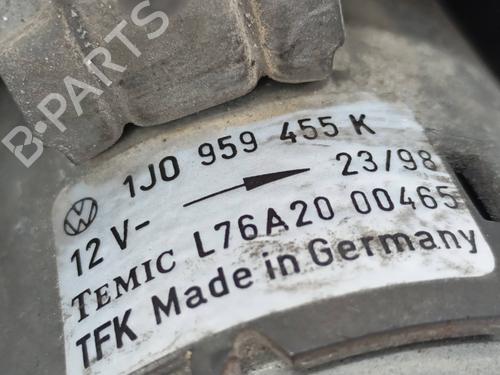 B-PARTS
1J0 959 455 K
12 V- 23/98
TEMIC L76A20 00465
TFK Made in Germany